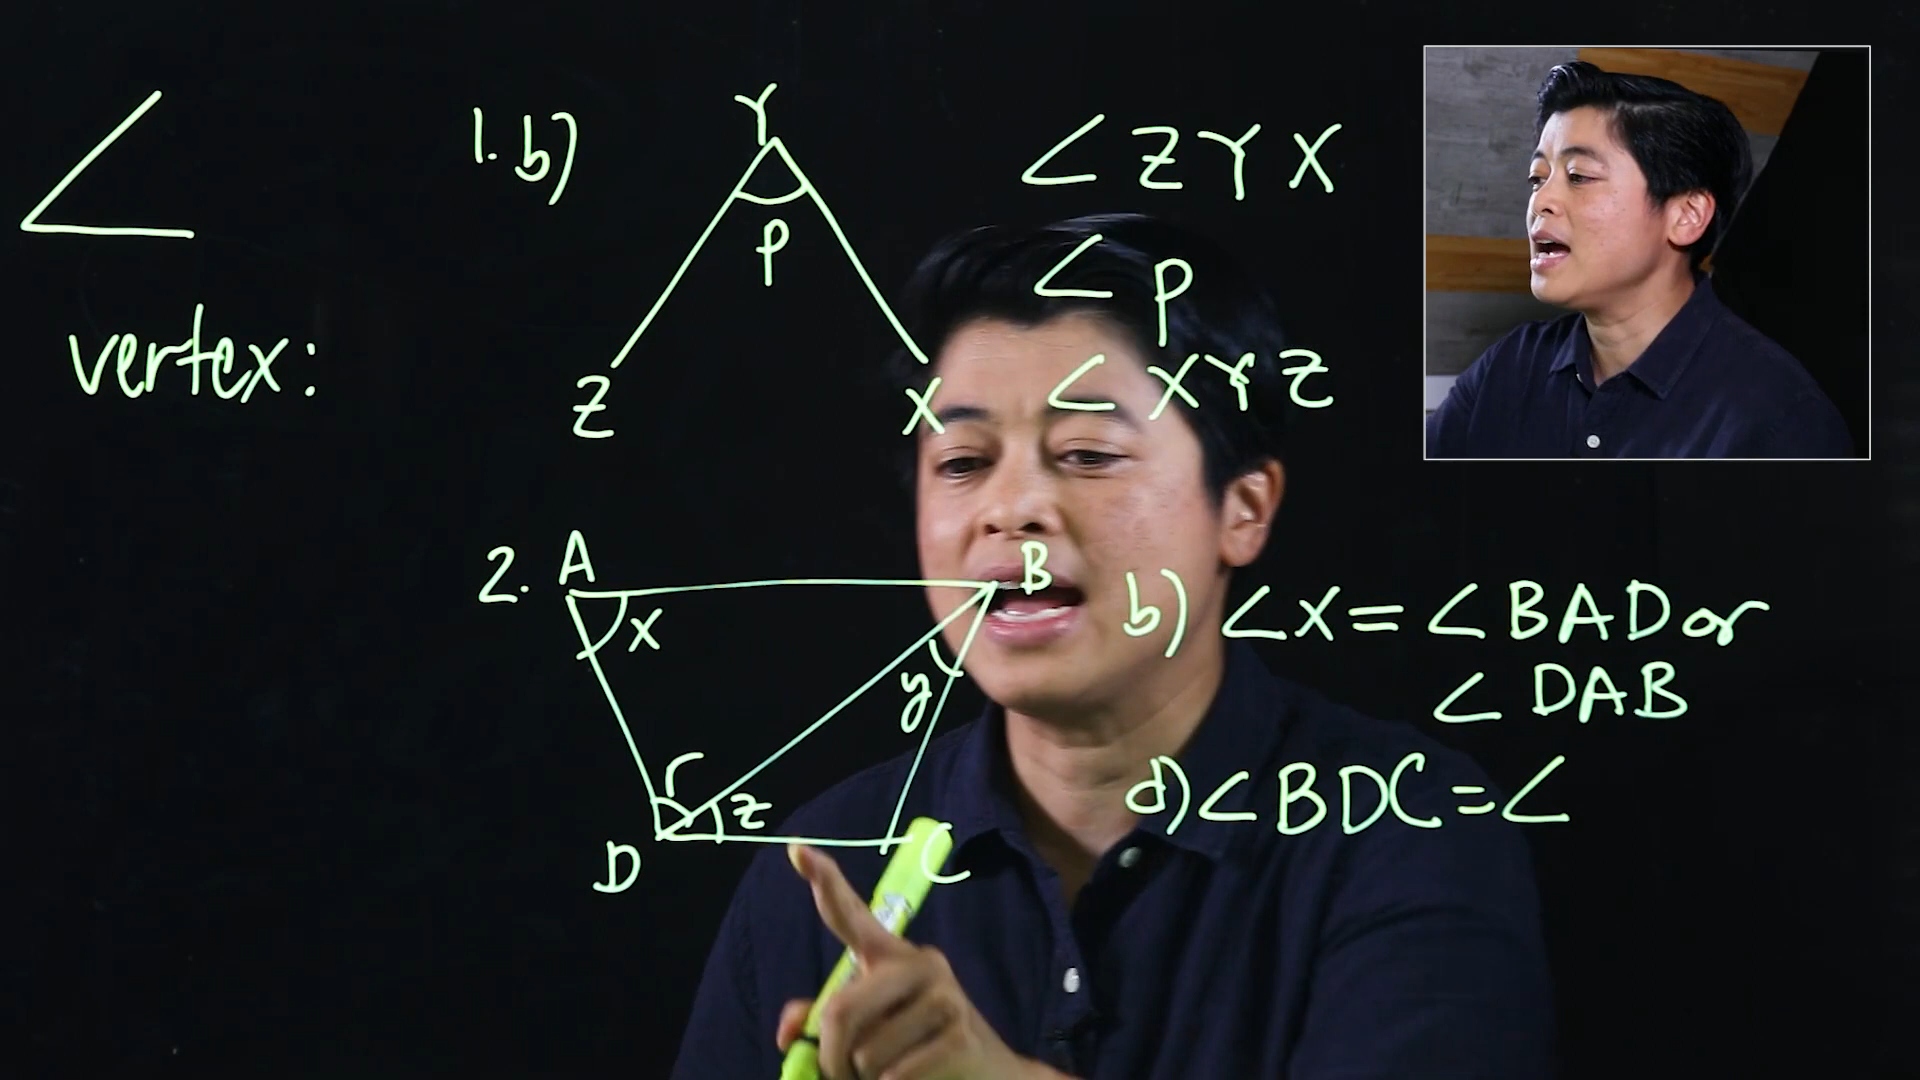 vertex:
1. b)
Y
P
Z
X
∠ZYX
∠P
∠XYZ
2.
A
B
x
y
r
z
D
C
b) ∠x = ∠BAD or
∠DAB
d) ∠BDC = ∠